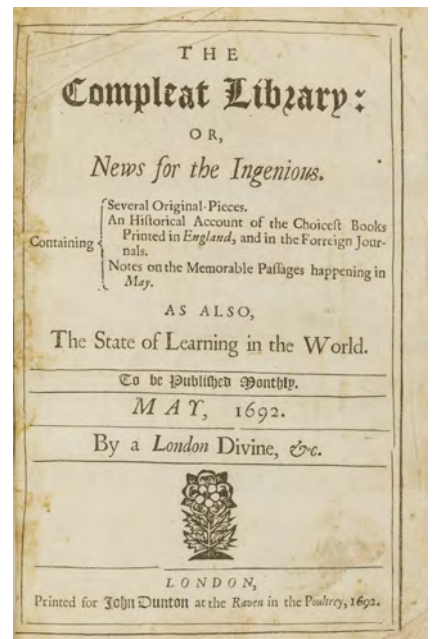 THE
Compleat Library:
OR,
News for the Ingenious.
Containing
Several Original-Pieces.
An Hiſtorical Account of the Choiceſt Books
Printed in England, and in the Forreign Jour-
nals.
Notes on the Memorable Paſſages happening in
May.
AS ALSO,
The State of Learning in the World.
To be Publiſhed Monthly.
MAY, 1692.
By a London Divine, &c.
LONDON,
Printed for John Dunton at the Raven in the Poultrey, 1692.